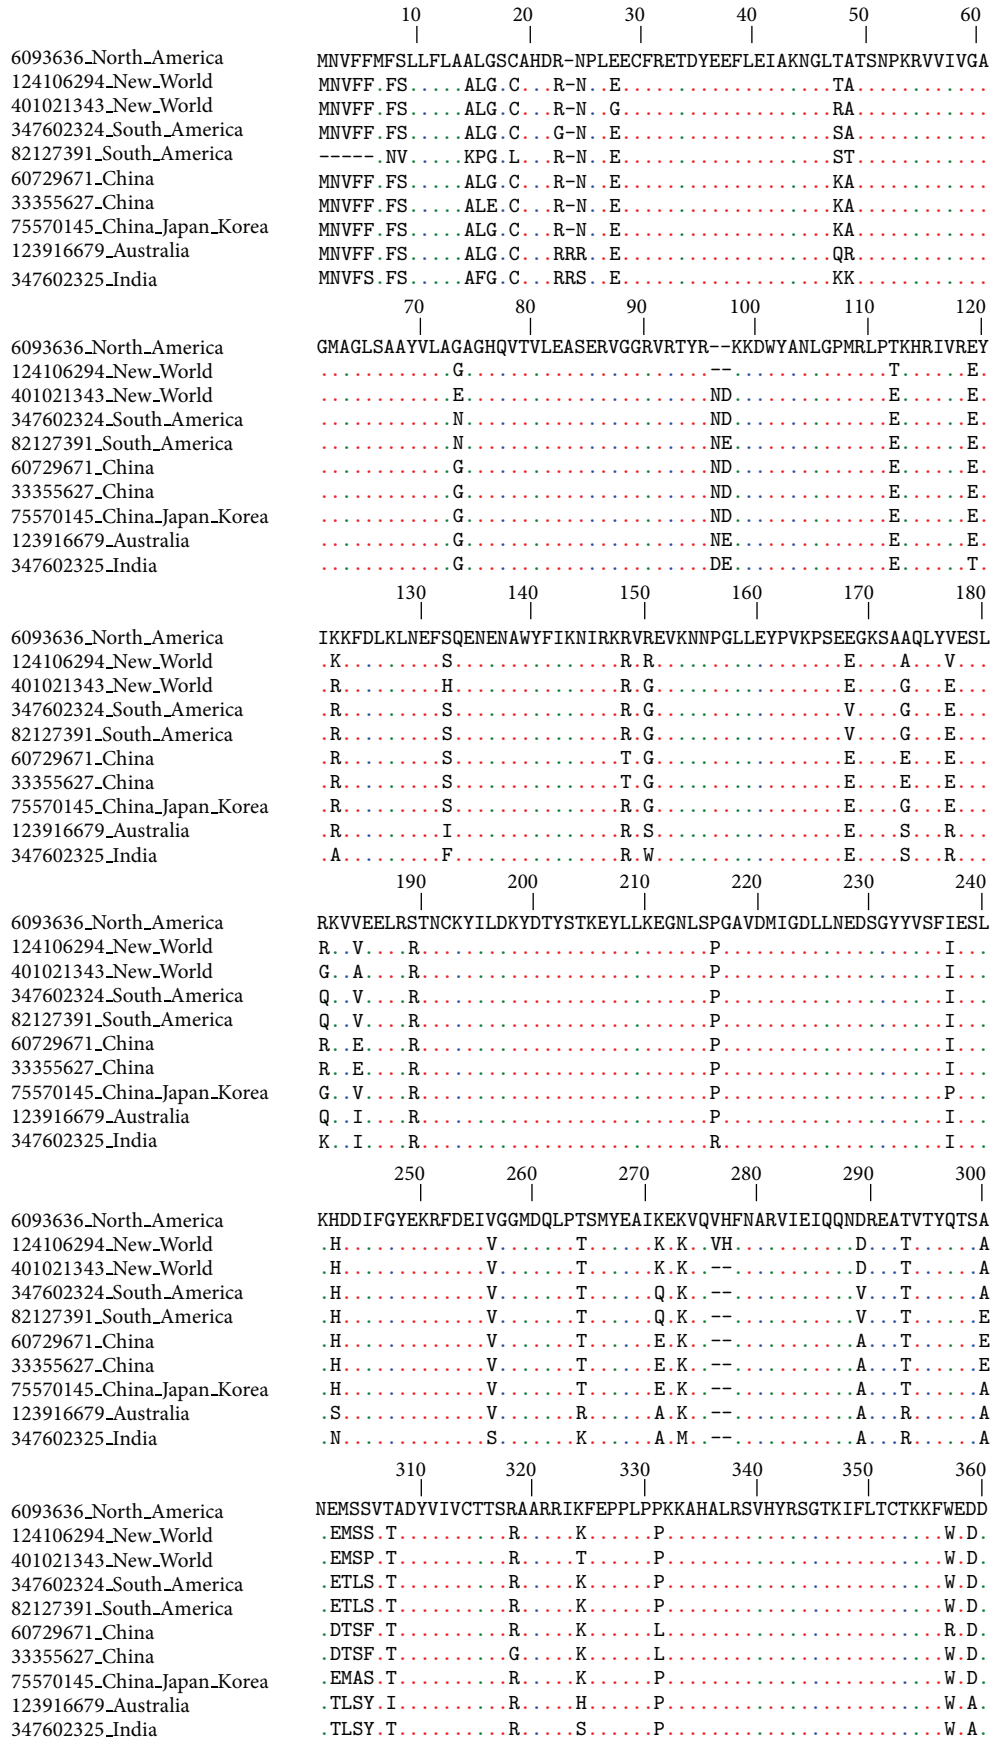 10 20 30 40 50 60
6093636_North_America MNVFFMFSLLFLAALGSCAHDR-NPLEECFRETDYEEFLEIAKNGLTATSNPKRVVIVGA
124106294_New_World MNVFF.FS.....ALG.C...R-N..E...................TA............
401021343_New_World MNVFF.FS.....ALG.C...R-N..G...................RA............
347602324_South_America MNVFF.FS.....ALG.C...G-N..E...................SA............
82127391_South_America -----.NV.....KPG.L...R-N..E...................ST............
60729671_China MNVFF.FS.....ALG.C...R-N..E...................KA............
33355627_China MNVFF.FS.....ALE.C...R-N..E...................KA............
75570145_China_Japan_Korea MNVFF.FS.....ALG.C...R-N..E...................KA............
123916679_Australia MNVFF.FS.....ALG.C...RRR..E...................QR............
347602325_India MNVFS.FS.....AFG.C...RRS..E...................KK............
70 80 90 100 110 120
6093636_North_America GMAGLSAAYVLAGAGHQVTVLEASERVGGRVRTYR--KKDWYANLGPMRLPTKHRIVREY
124106294_New_World ............G......................--..............T......E.
401021343_New_World ............E......................ND..............E......E.
347602324_South_America ............N......................ND..............E......E.
82127391_South_America ............N......................NE..............E......E.
60729671_China ............G......................ND..............E......E.
33355627_China ............G......................ND..............E......E.
75570145_China_Japan_Korea ............G......................ND..............E......E.
123916679_Australia ............G......................NE..............E......E.
347602325_India ............G......................DE..............E......T.
130 140 150 160 170 180
6093636_North_America IKKFDLKLNEFSQENENAWYFIKNIRKRVREVKNNPGLLEYPVKPSEEGKSAAQLYVESL
124106294_New_World .K.........S...............R.R.................E....A...V...
401021343_New_World .R.........H...............R.G.................E....G...E...
347602324_South_America .R.........S...............R.G.................V....G...E...
82127391_South_America .R.........S...............R.G.................V....G...E...
60729671_China .R.........S...............T.G.................E....E...E...
33355627_China .R.........S...............T.G.................E....E...E...
75570145_China_Japan_Korea .R.........S...............R.G.................E....G...E...
123916679_Australia .R.........I...............R.S.................E....S...R...
347602325_India .A.........F...............R.W.................E....S...R...
190 200 210 220 230 240
6093636_North_America RKVVEELRSTNCKYILDKYDTYSTKEYLLKEGNLSPGAVDMIGDLLNEDSGYYVSFIESL
124106294_New_World R..V....R..........................P....................I...
401021343_New_World G..A....R..........................P....................I...
347602324_South_America Q..V....R..........................P....................I...
82127391_South_America Q..V....R..........................P....................I...
60729671_China R..E....R..........................P....................I...
33355627_China R..E....R..........................P....................I...
75570145_China_Japan_Korea G..V....R..........................P....................P...
123916679_Australia Q..I....R..........................P....................I...
347602325_India K..I....R..........................R....................I...
250 260 270 280 290 300
6093636_North_America KHDDIFGYEKRFDEIVGGMDQLPTSMYEAIKEKVQVHFNARVIEIQQNDREATVTYQTSA
124106294_New_World .H.............V.......T......K.K..VH...........D...T......A
401021343_New_World .H.............V.......T......K.K..--...........D...T......A
347602324_South_America .H.............V.......T......Q.K..--...........V...T......A
82127391_South_America .H.............V.......T......Q.K..--...........V...T......E
60729671_China .H.............V.......T......E.K..--...........A...T......E
33355627_China .H.............V.......T......E.K..--...........A...T......E
75570145_China_Japan_Korea .H.............V.......T......E.K..--...........A...T......A
123916679_Australia .S.............V.......R......A.K..--...........A...R......A
347602325_India .N.............S.......K......A.M..--...........A...R......A
310 320 330 340 350 360
6093636_North_America NEMSSVTADYVIVCTTSRAARRIKFEPPLPPKKAHALRSVHYRSGTKIFLTCTKKFWEDD
124106294_New_World .EMSS.T..........R.....K......P.........................W.D.
401021343_New_World .EMSP.T..........R.....T......P.........................W.D.
347602324_South_America .ETLS.T..........R.....K......P.........................W.D.
82127391_South_America .ETLS.T..........R.....K......P.........................W.D.
60729671_China .DTSF.T..........R.....K......L.........................R.D.
33355627_China .DTSF.T..........G.....K......L.........................W.D.
75570145_China_Japan_Korea .EMAS.T..........R.....K......P.........................W.D.
123916679_Australia .TLSY.I..........R.....H......P.........................W.A.
347602325_India .TLSY.T..........R.....S......P.........................W.A.